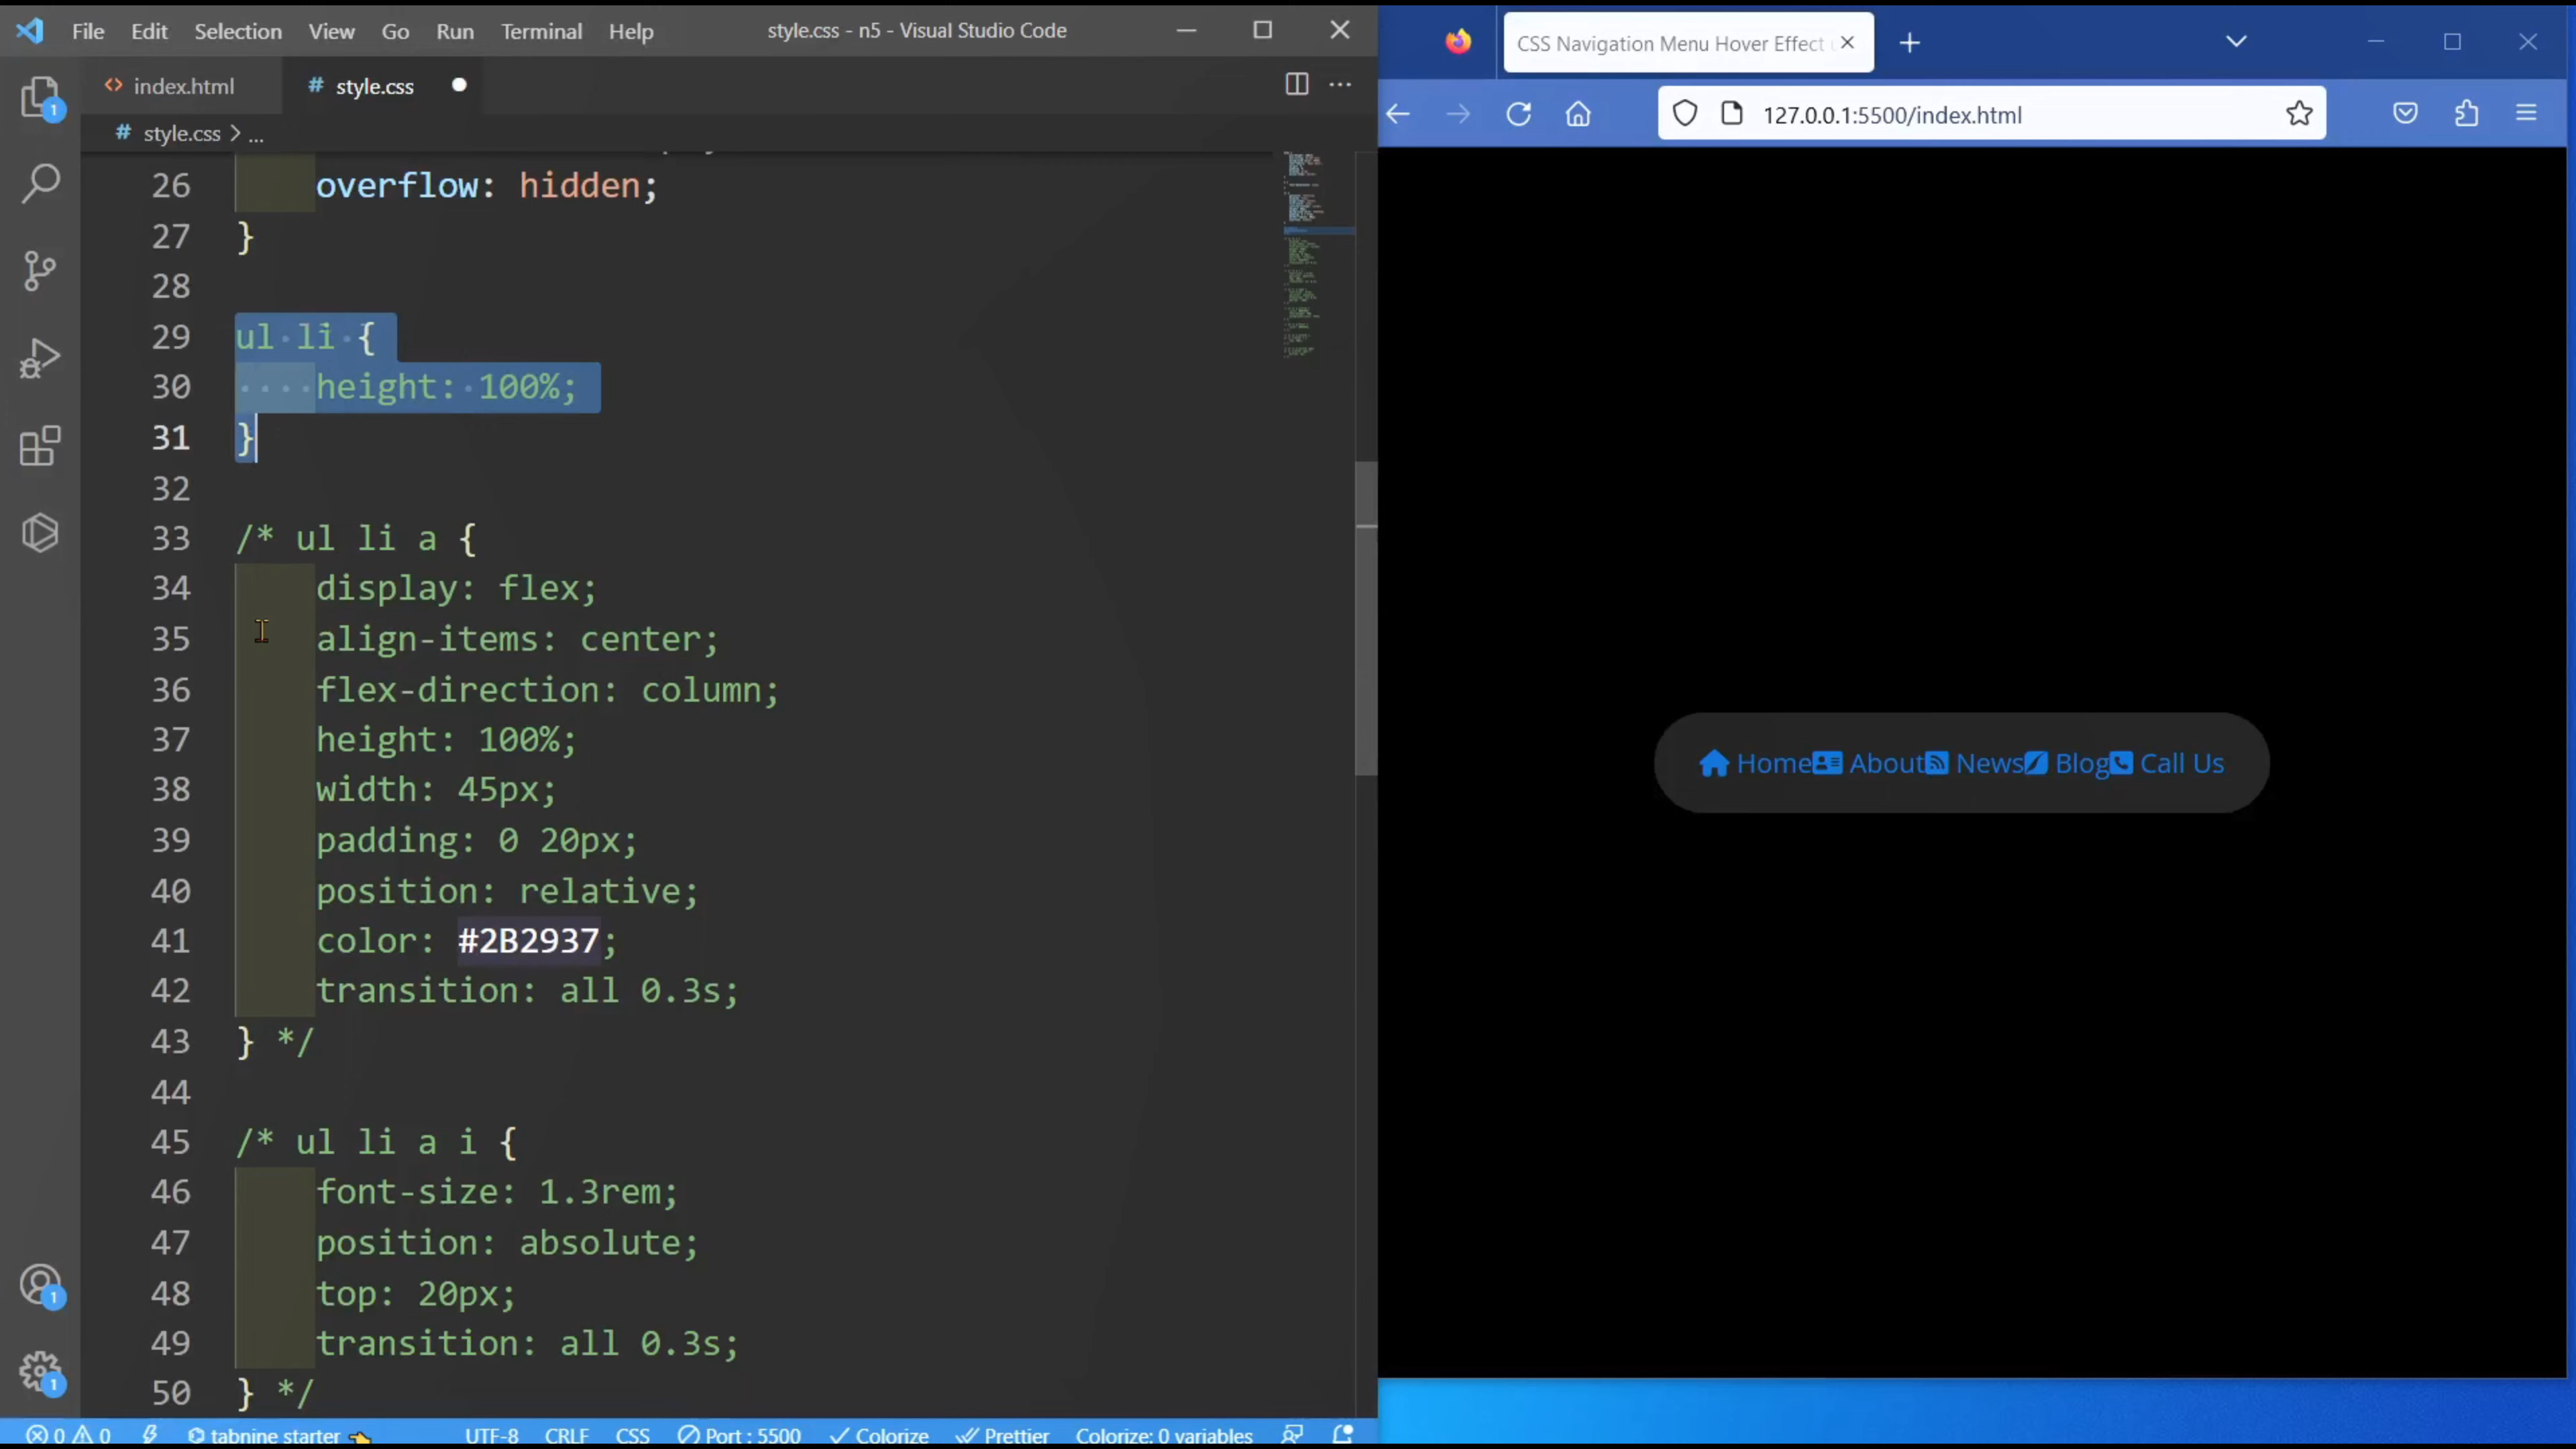 File Edit Selection View Go Run Terminal Help
style.css - n5 - Visual Studio Code
index.html
# style.css
# style.css > ...
26 overflow: hidden;
27 }
28
29 ul li {
30 height: 100%;
31 }
32
33 /* ul li a {
34 display: flex;
35 align-items: center;
36 flex-direction: column;
37 height: 100%;
38 width: 45px;
39 padding: 0 20px;
40 position: relative;
41 color: #2B2937;
42 transition: all 0.3s;
43 } */
44
45 /* ul li a i {
46 font-size: 1.3rem;
47 position: absolute;
48 top: 20px;
49 transition: all 0.3s;
50 } */
1
1
1
0 0 tabnine starter UTF-8 CRLF CSS Port : 5500 Colorize Prettier Colorize: 0 variables
CSS Navigation Menu Hover Effect
127.0.0.1:5500/index.html
Home About News Blog Call Us